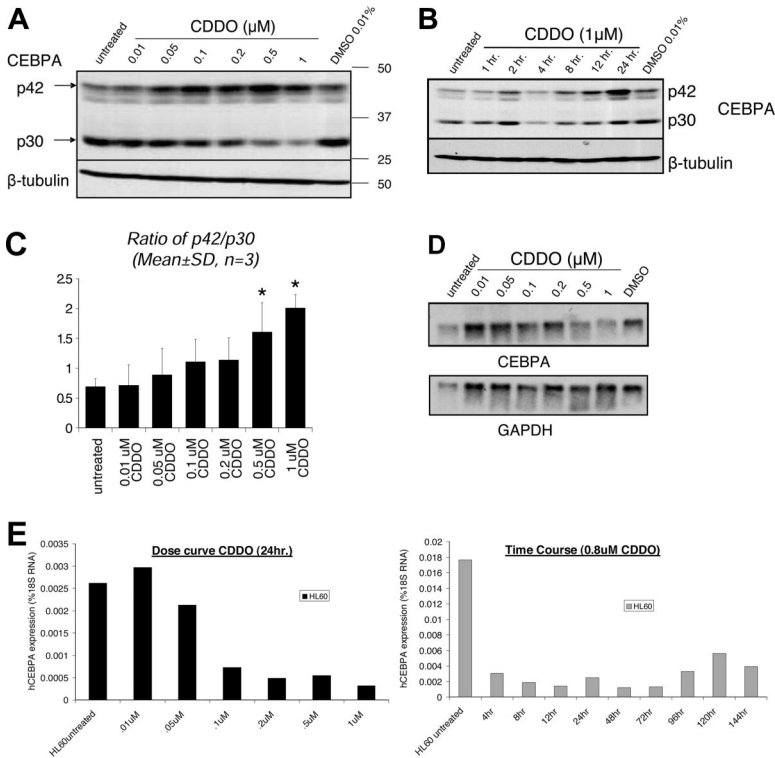 A
CDDO (µM)
untreated
0.01
0.05
0.1
0.2
0.5
1
DMSO 0.01%
CEBPA
p42
p30
β-tubulin
50
37
25
50
B
CDDO (1µM)
untreated
1 hr.
2 hr.
4 hr.
8 hr.
12 hr.
24 hr.
DMSO 0.01%
p42
p30
CEBPA
β-tubulin
C
Ratio of p42/p30
(Mean±SD, n=3)
2.5
2
1.5
1
0.5
0
* *
untreated
0.01 uM CDDO
0.05 uM CDDO
0.1 uM CDDO
0.2 uM CDDO
0.5 uM CDDO
1 uM CDDO
D
CDDO (µM)
untreated
0.01
0.05
0.1
0.2
0.5
1
DMSO
CEBPA
GAPDH
E
Dose curve CDDO (24hr.)
hCEBPA expression (%18S RNA)
0.0035
0.003
0.0025
0.002
0.0015
0.001
0.0005
0
HL60
HL60untreated
.01uM
.05uM
.1uM
.2uM
.5uM
1uM
Time Course (0.8uM CDDO)
hCEBPA expression (%18S RNA)
0.02
0.018
0.016
0.014
0.012
0.01
0.008
0.006
0.004
0.002
0
HL60
HL60 untreated
4hr
8hr
12hr
24hr
48hr
72hr
96hr
120hr
144hr